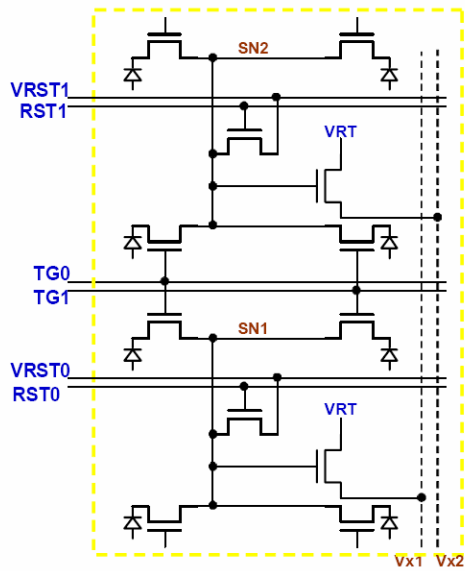 SN2
VRST1
RST1
VRT
TG0
TG1
SN1
VRST0
RST0
VRT
Vx1 Vx2